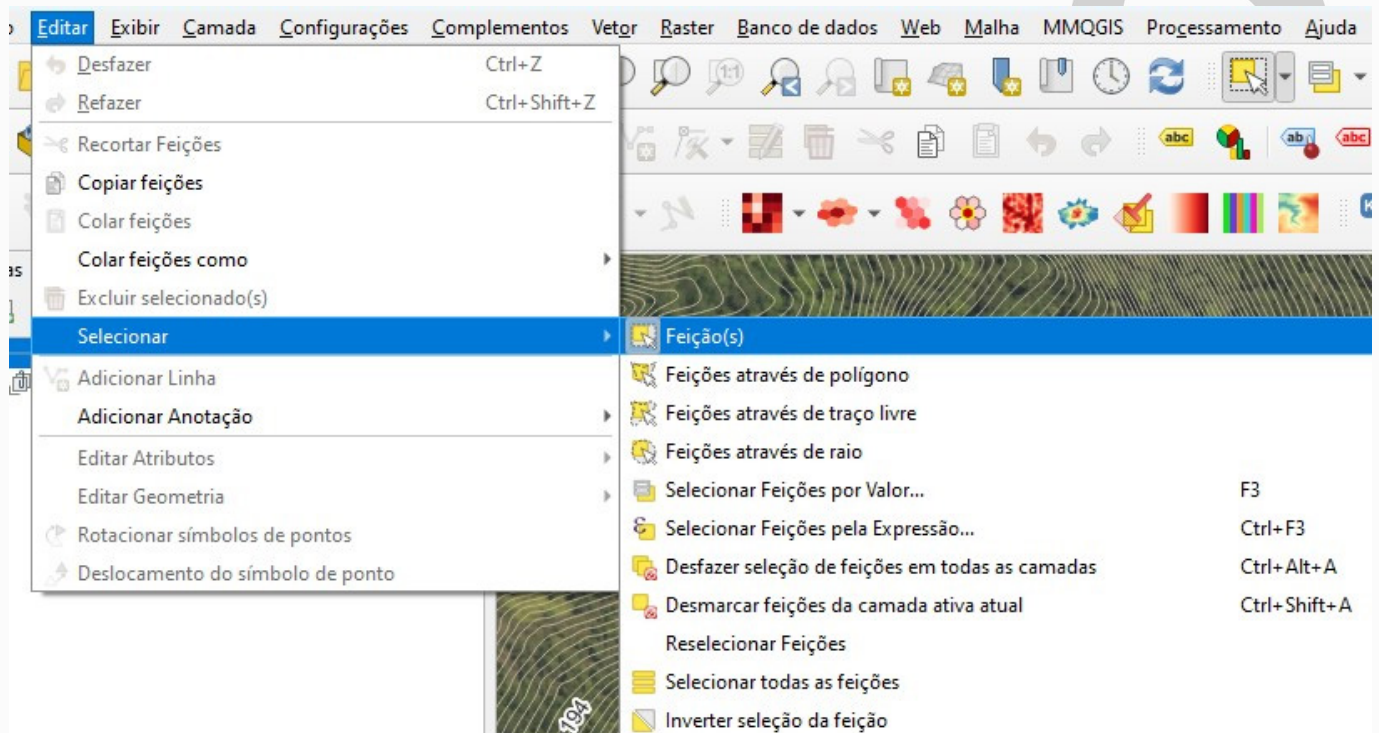 Editar Exibir Camada Configurações Complementos Vetor Raster Banco de dados Web Malha MMQGIS Processamento Ajuda
Desfazer Ctrl+Z
Refazer Ctrl+Shift+Z
1:1
Recortar Feições
abc
abc
Copiar feições
Colar feições
Colar feições como
as
Excluir selecionado(s)
Selecionar
Feição(s)
Adicionar Linha
Feições através de polígono
Adicionar Anotação
Feições através de traço livre
Editar Atributos
Feições através de raio
Editar Geometria
Selecionar Feições por Valor... F3
Rotacionar símbolos de pontos
Selecionar Feições pela Expressão... Ctrl+F3
Deslocamento do símbolo de ponto
Desfazer seleção de feições em todas as camadas Ctrl+Alt+A
Desmarcar feições da camada ativa atual Ctrl+Shift+A
Reselecionar Feições
Selecionar todas as feições
Inverter seleção da feição
194